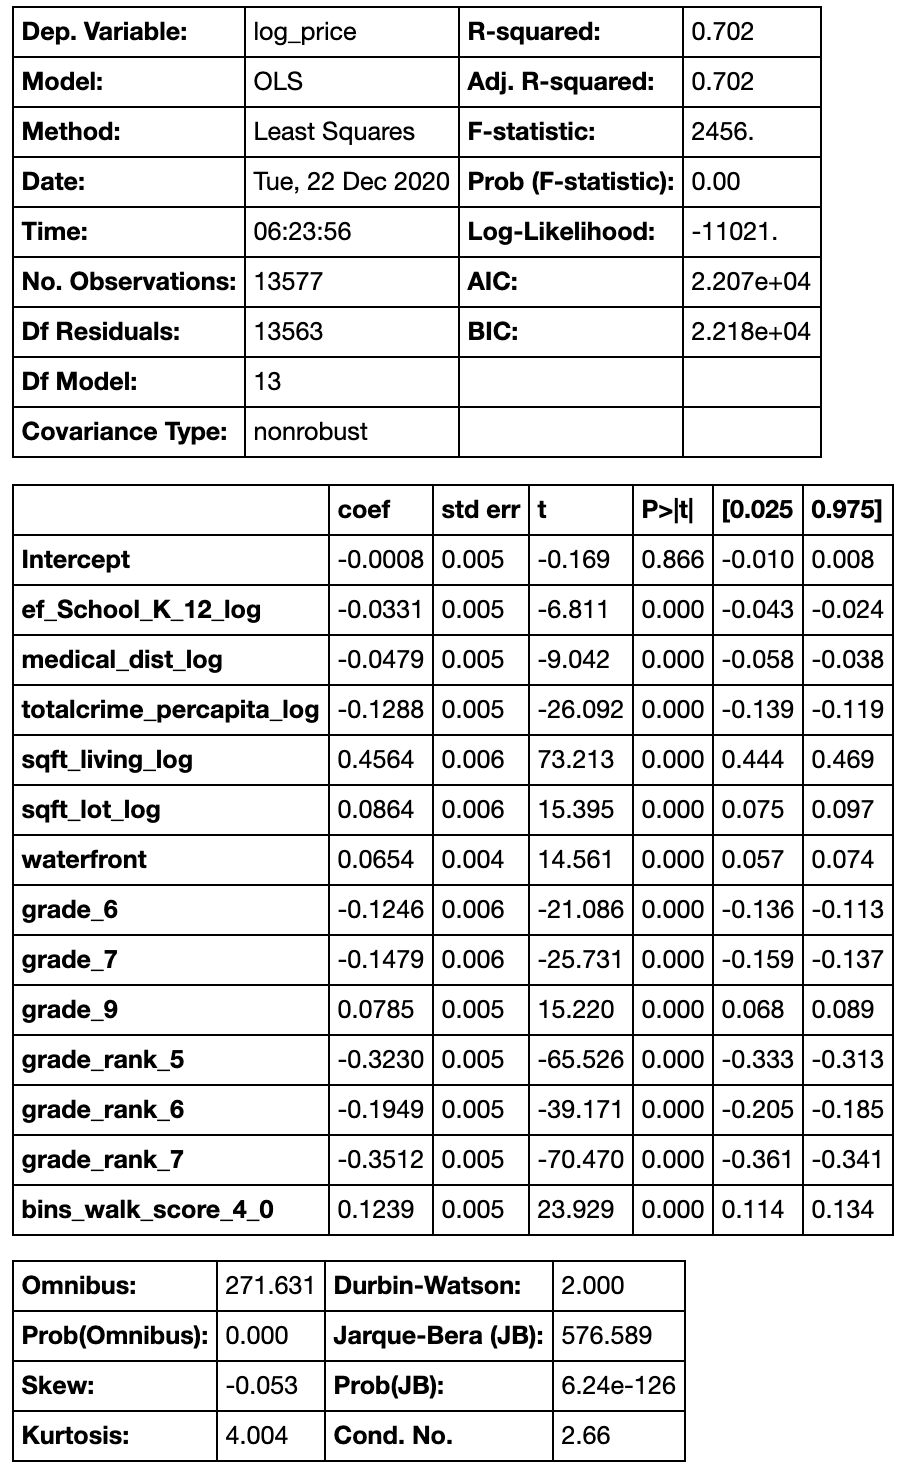 Dep. Variable: log_price R-squared: 0.702
Model: OLS Adj. R-squared: 0.702
Method: Least Squares F-statistic: 2456.
Date: Tue, 22 Dec 2020 Prob (F-statistic): 0.00
Time: 06:23:56 Log-Likelihood: -11021.
No. Observations: 13577 AIC: 2.207e+04
Df Residuals: 13563 BIC: 2.218e+04
Df Model: 13
Covariance Type: nonrobust
coef std err t P>|t| [0.025 0.975]
Intercept -0.0008 0.005 -0.169 0.866 -0.010 0.008
ef_School_K_12_log -0.0331 0.005 -6.811 0.000 -0.043 -0.024
medical_dist_log -0.0479 0.005 -9.042 0.000 -0.058 -0.038
totalcrime_percapita_log -0.1288 0.005 -26.092 0.000 -0.139 -0.119
sqft_living_log 0.4564 0.006 73.213 0.000 0.444 0.469
sqft_lot_log 0.0864 0.006 15.395 0.000 0.075 0.097
waterfront 0.0654 0.004 14.561 0.000 0.057 0.074
grade_6 -0.1246 0.006 -21.086 0.000 -0.136 -0.113
grade_7 -0.1479 0.006 -25.731 0.000 -0.159 -0.137
grade_9 0.0785 0.005 15.220 0.000 0.068 0.089
grade_rank_5 -0.3230 0.005 -65.526 0.000 -0.333 -0.313
grade_rank_6 -0.1949 0.005 -39.171 0.000 -0.205 -0.185
grade_rank_7 -0.3512 0.005 -70.470 0.000 -0.361 -0.341
bins_walk_score_4_0 0.1239 0.005 23.929 0.000 0.114 0.134
Omnibus: 271.631 Durbin-Watson: 2.000
Prob(Omnibus): 0.000 Jarque-Bera (JB): 576.589
Skew: -0.053 Prob(JB): 6.24e-126
Kurtosis: 4.004 Cond. No. 2.66